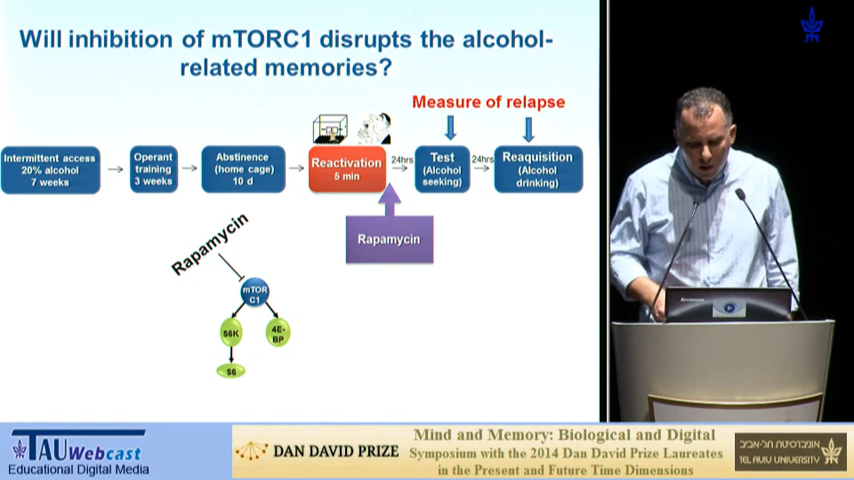 Will inhibition of mTORC1 disrupts the alcohol-
related memories?
Measure of relapse
Intermittent access
20% alcohol
7 weeks
Operant
training
3 weeks
Abstinence
(home cage)
10 d
Reactivation
5 min
24hrs
Test
(Alcohol
seeking)
24hrs
Reaquisition
(Alcohol
drinking)
Rapamycin
Rapamycin
mTOR
C1
S6K
4E-
BP
S6
TAU Webcast
Educational Digital Media
DAN DAVID PRIZE
Mind and Memory: Biological and Digital
Symposium with the 2014 Dan David Prize Laureates
in the Present and Future Time Dimensions
אוניברסיטת תל-אביב
TEL AVIV UNIVERSITY